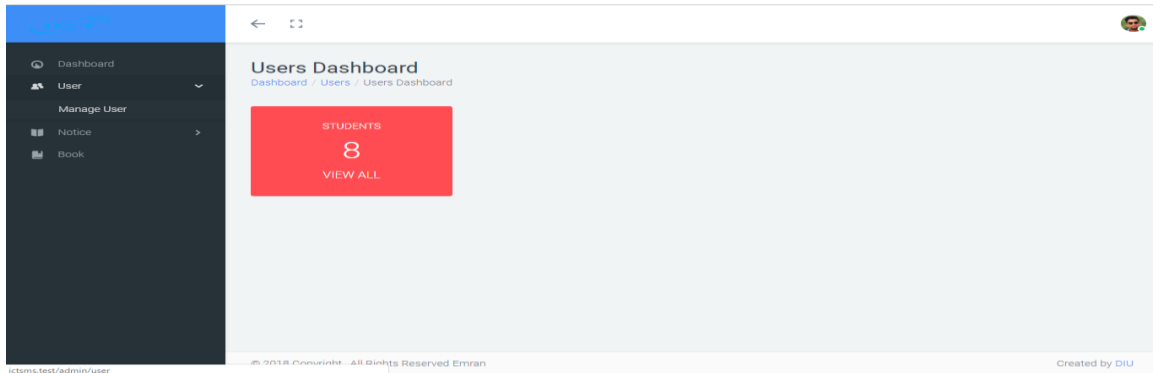 Dashboard
User
Manage User
Notice
Book
Users Dashboard
Dashboard / Users / Users Dashboard
STUDENTS
8
VIEW ALL
© 2018 Copyright. All Rights Reserved Emran
Created by DIU
ictsms.test/admin/user